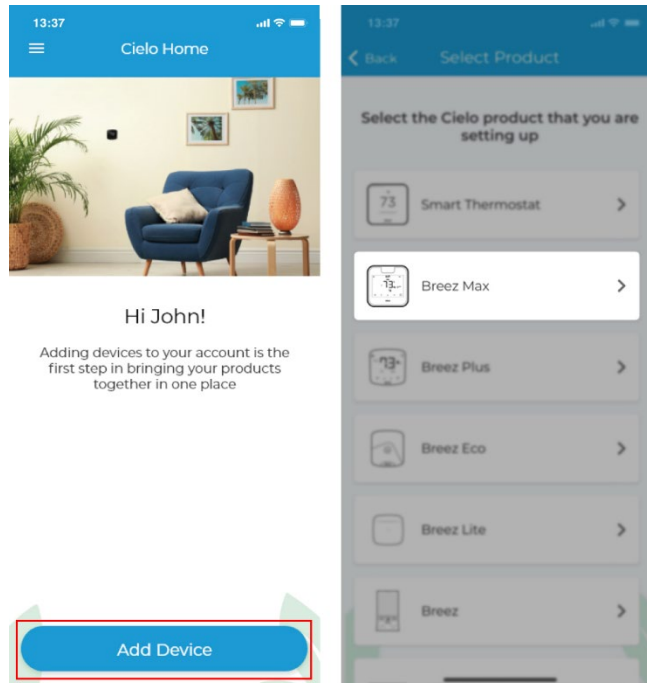 13:37
Cielo Home
Hi John!
Adding devices to your account is the
first step in bringing your products
together in one place
Add Device
13:37
Back
Select Product
Select the Cielo product that you are
setting up
73
Smart Thermostat
73
Breez Max
73
Breez Plus
Breez Eco
Breez Lite
Breez